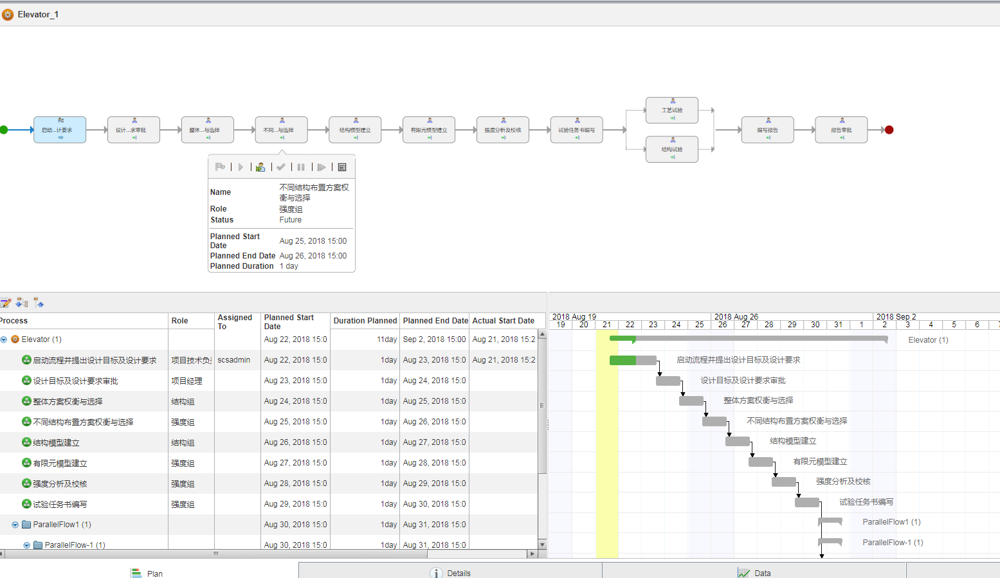 Elevator_1
启动...计要求
设计...求审批
整体...与选择
不同...与选择
结构模型建立
有限元模型建立
强度分析及校核
试验任务书编写
工艺试验
结构试验
编写报告
报告审批
Name
不同结构布置方案权
衡与选择
Role
强度组
Status
Future
Planned Start
Date
Aug 25, 2018 15:00
Planned End Date
Aug 26, 2018 15:00
Planned Duration
1 day
Process Role Assigned To Planned Start Date Duration Planned Planned End Date Actual Start Date
Elevator (1) Aug 22, 2018 15:0 11day Sep 2, 2018 15:00 Aug 21, 2018 15:2
启动流程并提出设计目标及设计要求 项目技术负 scsadmin Aug 22, 2018 15:0 1day Aug 23, 2018 15:0 Aug 21, 2018 15:2
设计目标及设计要求审批 项目经理 Aug 23, 2018 15:0 1day Aug 24, 2018 15:0
整体方案权衡与选择 结构组 Aug 24, 2018 15:0 1day Aug 25, 2018 15:0
不同结构布置方案权衡与选择 强度组 Aug 25, 2018 15:0 1day Aug 26, 2018 15:0
结构模型建立 结构组 Aug 26, 2018 15:0 1day Aug 27, 2018 15:0
有限元模型建立 强度组 Aug 27, 2018 15:0 1day Aug 28, 2018 15:0
强度分析及校核 强度组 Aug 28, 2018 15:0 1day Aug 29, 2018 15:0
试验任务书编写 强度组 Aug 29, 2018 15:0 1day Aug 30, 2018 15:0
ParallelFlow1 (1) Aug 30, 2018 15:0 1day Aug 31, 2018 15:0
ParallelFlow-1 (1) Aug 30, 2018 15:0 1day Aug 31, 2018 15:0
2018 Aug 19 2018 Aug 26 2018 Sep 2
19 20 21 22 23 24 25 26 27 28 29 30 31 1 2 3 4 5 6 7
Elevator (1)
启动流程并提出设计目标及设计要求
设计目标及设计要求审批
整体方案权衡与选择
不同结构布置方案权衡与选择
结构模型建立
有限元模型建立
强度分析及校核
试验任务书编写
ParallelFlow1 (1)
ParallelFlow-1 (1)
Plan
Details
Data